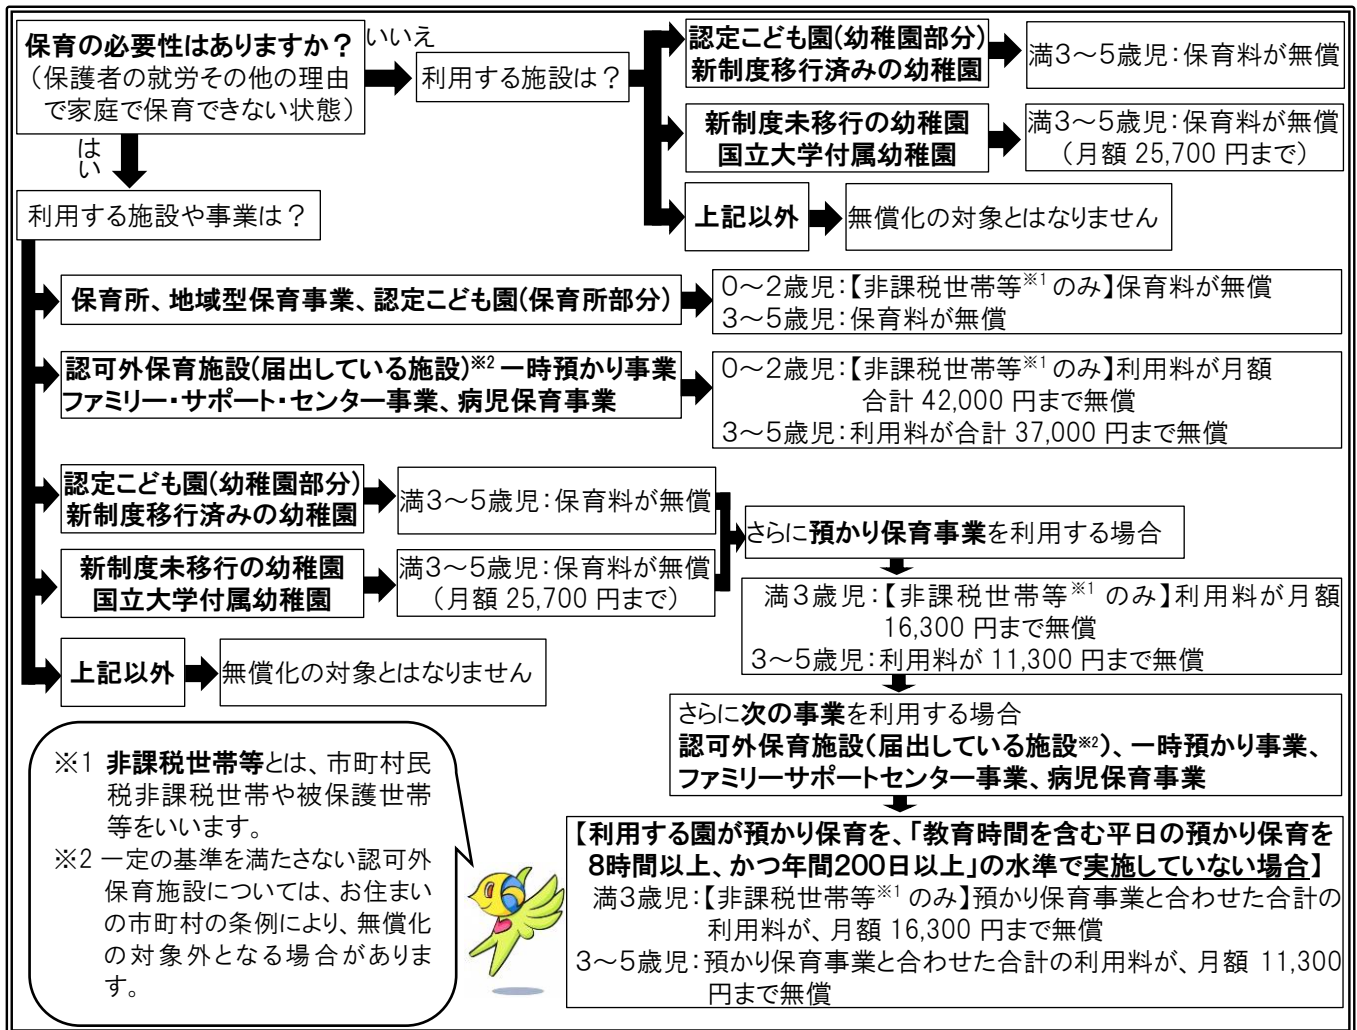 保育の必要性はありますか？
（保護者の就労その他の理由
で家庭で保育できない状態）
いいえ
利用する施設は？
認定こども園(幼稚園部分)
新制度移行済みの幼稚園
満３～５歳児：保育料が無償
新制度未移行の幼稚園
国立大学付属幼稚園
満３～５歳児：保育料が無償
（月額 25,700 円まで）
上記以外
無償化の対象とはなりません
はい
利用する施設や事業は？
保育所、地域型保育事業、認定こども園(保育所部分)
０～２歳児：【非課税世帯等※1 のみ】保育料が無償
３～５歳児：保育料が無償
認可外保育施設(届出している施設)※2 一時預かり事業
ファミリー・サポート・センター事業、病児保育事業
０～２歳児：【非課税世帯等※1 のみ】利用料が月額
合計 42,000 円まで無償
３～５歳児：利用料が合計 37,000 円まで無償
認定こども園(幼稚園部分)
新制度移行済みの幼稚園
満３～５歳児：保育料が無償
新制度未移行の幼稚園
国立大学付属幼稚園
満３～５歳児：保育料が無償
（月額 25,700 円まで）
さらに預かり保育事業を利用する場合
満３歳児：【非課税世帯等※1 のみ】利用料が月額
16,300 円まで無償
３～５歳児：利用料が 11,300 円まで無償
上記以外
無償化の対象とはなりません
さらに次の事業を利用する場合
認可外保育施設（届出している施設※2）、一時預かり事業、
ファミリーサポートセンター事業、病児保育事業
【利用する園が預かり保育を、「教育時間を含む平日の預かり保育を
８時間以上、かつ年間200日以上」の水準で実施していない場合】
満３歳児：【非課税世帯等※1 のみ】預かり保育事業と合わせた合計の
利用料が、月額 16,300 円まで無償
３～５歳児：預かり保育事業と合わせた合計の利用料が、月額 11,300
円まで無償
※1 非課税世帯等とは、市町村民
税非課税世帯や被保護世帯
等をいいます。
※2 一定の基準を満たさない認可外
保育施設については、お住まい
の市町村の条例により、無償化
の対象外となる場合がありま
す。